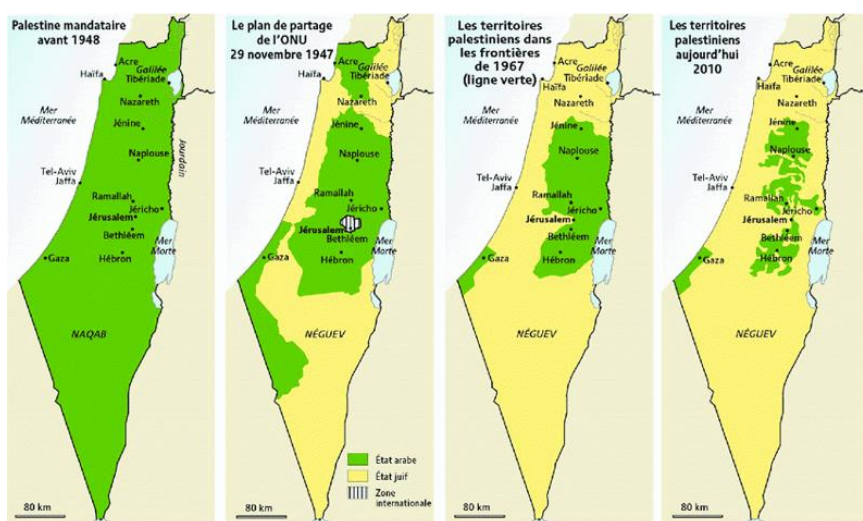 Palestine mandataire
avant 1948
Acre
Galilée
Haïfa
Tibériade
Nazareth
Mer
Méditerranée
Jénine
Jourdain
Naplouse
Tel-Aviv
Jaffa
Ramallah
Jéricho
Jérusalem
Bethléem
Gaza
Hébron
Mer
Morte
NAQAB
80 km
Le plan de partage
de l'ONU
29 novembre 1947
Acre
Galilée
Haïfa
Tibériade
Nazareth
Mer
Méditerranée
Jénine
Naplouse
Tel-Aviv
Jaffa
Ramallah
Jéricho
Jérusalem
Bethléem
Gaza
Hébron
Mer
Morte
NÉGUEV
État arabe
État juif
Zone
internationale
80 km
Les territoires
palestiniens dans
les frontières
de 1967
(ligne verte)
Acre
Galilée
Tibériade
Haïfa
Nazareth
Mer
Méditerranée
Jénine
Naplouse
Tel-Aviv
Jaffa
Ramallah
Jéricho
Jérusalem
Bethléem
Gaza
Hébron
Mer
Morte
NÉGUEV
80 km
Les territoires
palestiniens
aujourd'hui
2010
Acre
Galilée
Tibériade
Haïfa
Nazareth
Mer
Méditerranée
Jénine
Naplouse
Tel-Aviv
Jaffa
Ramallah
Jéricho
Jérusalem
Bethléem
Gaza
Hébron
Mer
Morte
NÉGUEV
80 km